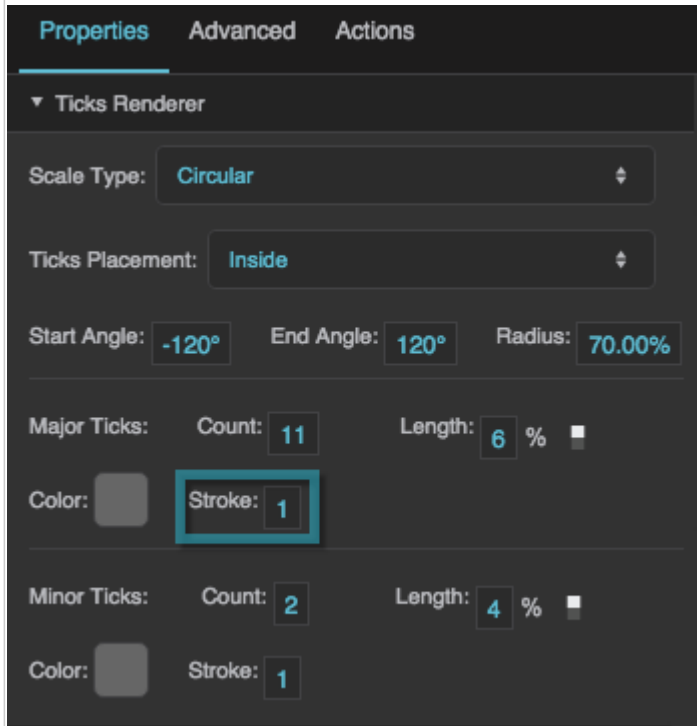 Properties Advanced Actions
▼ Ticks Renderer
Scale Type: Circular
Ticks Placement: Inside
Start Angle: -120° End Angle: 120° Radius: 70.00%
Major Ticks: Count: 11 Length: 6 %
Color: Stroke: 1
Minor Ticks: Count: 2 Length: 4 %
Color: Stroke: 1